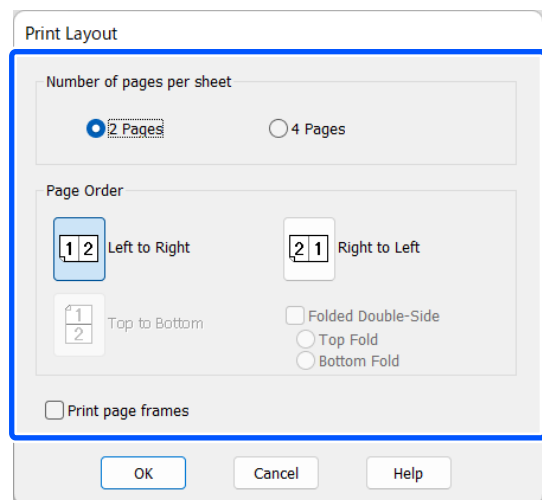 Print Layout
Number of pages per sheet
2 Pages 4 Pages
Page Order
1 2 Left to Right 2 1 Right to Left
1
2 Top to Bottom Folded Double-Side
Top Fold
Bottom Fold
Print page frames
OK Cancel Help